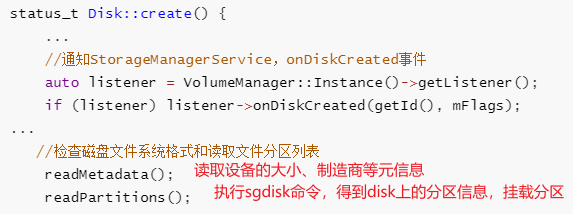 status_t Disk::create() {
...
//通知StorageManagerService，onDiskCreated事件
auto listener = VolumeManager::Instance()->getListener();
if (listener) listener->onDiskCreated(getId(), mFlags);
...
//检查磁盘文件系统格式和读取文件分区列表
readMetadata(); 读取设备的大小、制造商等元信息
readPartitions(); 执行sgdisk命令，得到disk上的分区信息，挂载分区